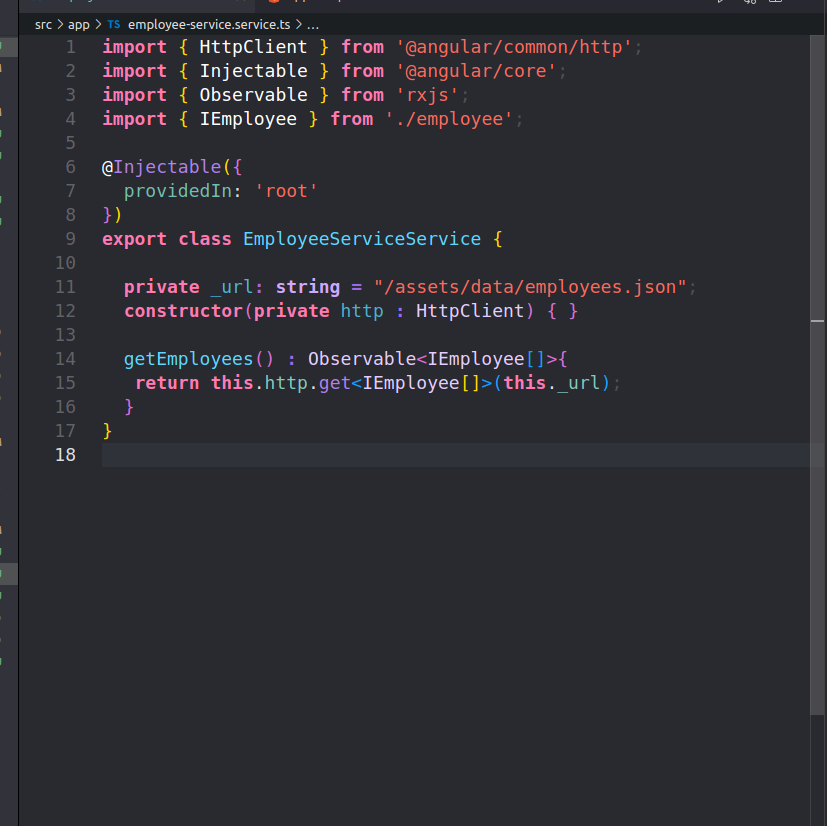 src > app > TS employee-service.service.ts > ...
1 import { HttpClient } from '@angular/common/http';
2 import { Injectable } from '@angular/core';
3 import { Observable } from 'rxjs';
4 import { IEmployee } from './employee';
5
6 @Injectable({
7   providedIn: 'root'
8 })
9 export class EmployeeServiceService {
10
11   private _url: string = "/assets/data/employees.json";
12   constructor(private http : HttpClient) { }
13
14   getEmployees() : Observable<IEmployee[]>{
15    return this.http.get<IEmployee[]>(this._url);
16   }
17 }
18